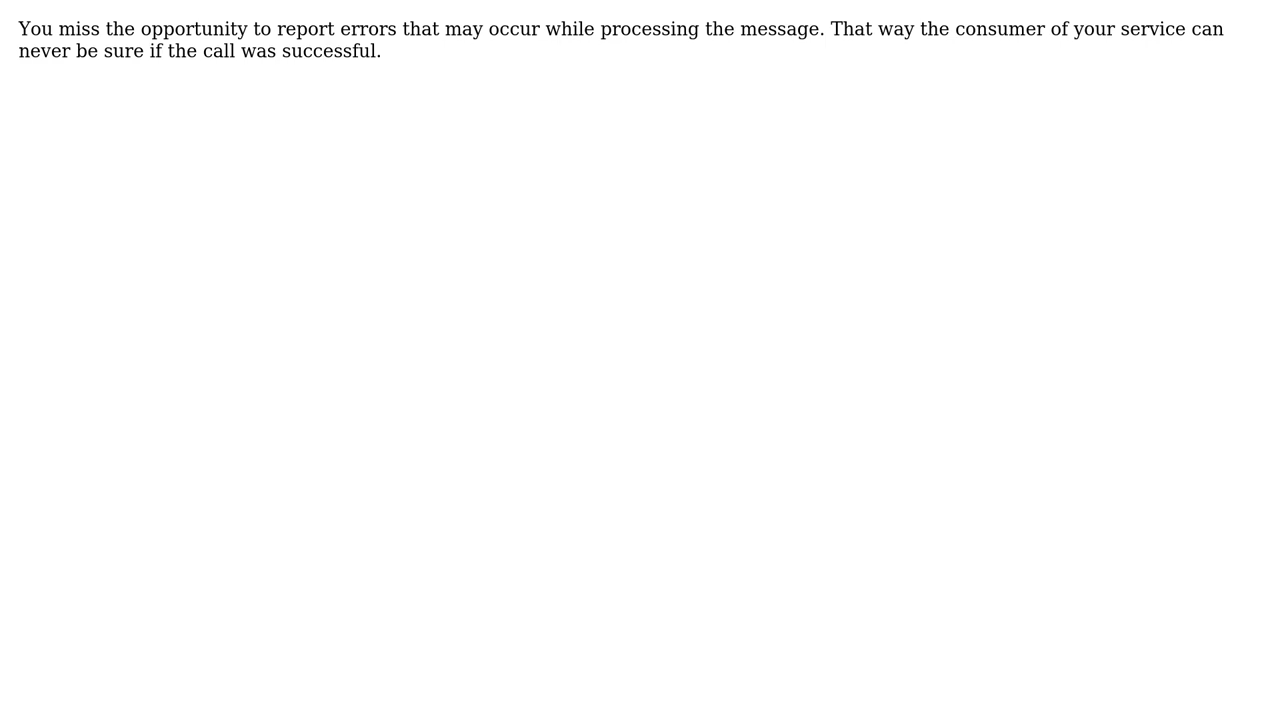 You miss the opportunity to report errors that may occur while processing the message. That way the consumer of your service can
never be sure if the call was successful.